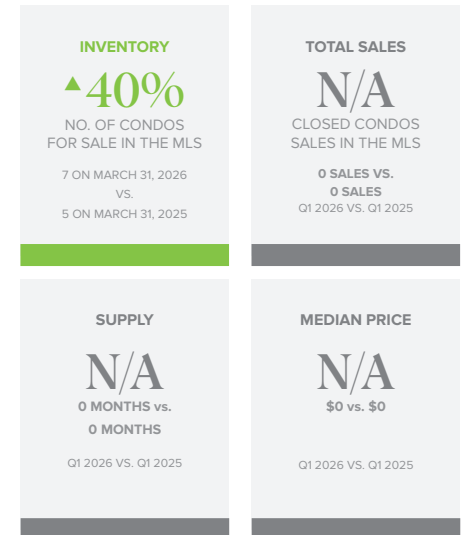 INVENTORY
▲40%
NO. OF CONDOS
FOR SALE IN THE MLS
7 ON MARCH 31, 2026
VS.
5 ON MARCH 31, 2025
TOTAL SALES
N/A
CLOSED CONDOS
SALES IN THE MLS
0 SALES VS.
0 SALES
Q1 2026 VS. Q1 2025
SUPPLY
N/A
0 MONTHS vs.
0 MONTHS
Q1 2026 VS. Q1 2025
MEDIAN PRICE
N/A
$0 vs. $0
Q1 2026 VS. Q1 2025